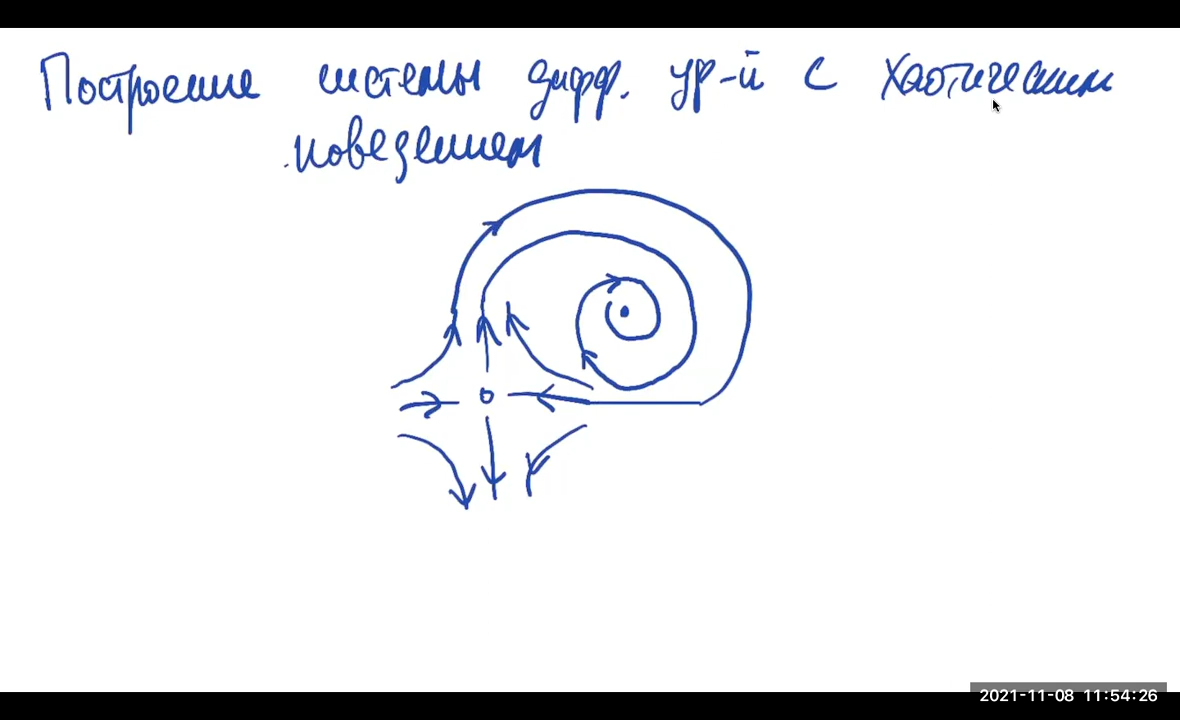 Построение системы дифф. ур-й с хаотическим
поведением
2021-11-08 11:54:26